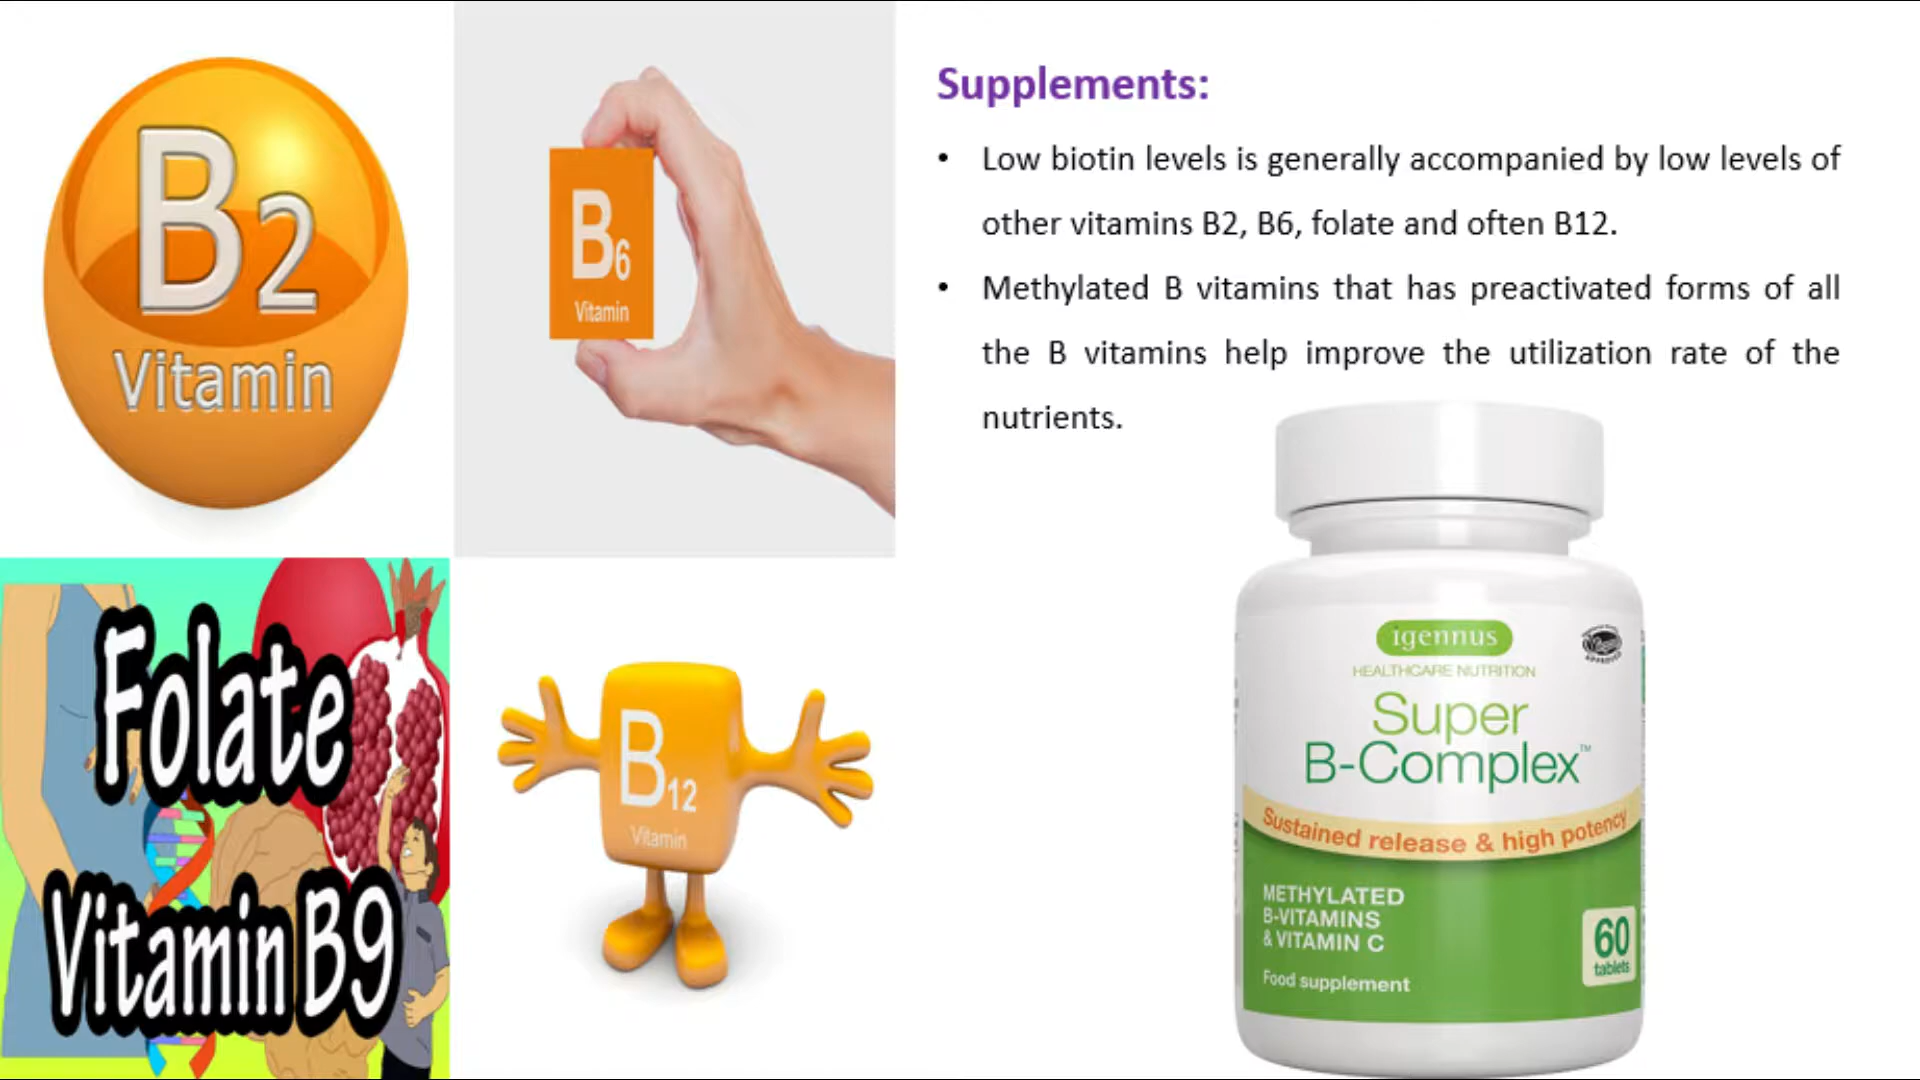 B2
Vitamin
B6
Vitamin
Supplements:
• Low biotin levels is generally accompanied by low levels of
other vitamins B2, B6, folate and often B12.
• Methylated B vitamins that has preactivated forms of all
the B vitamins help improve the utilization rate of the
nutrients.
Folate
Vitamin B9
B12
Vitamin
igennus
HEALTHCARE NUTRITION
Super
B-Complex™
Sustained release & high potency
METHYLATED
B-VITAMINS
& VITAMIN C
Food supplement
60
tablets
APPROVED